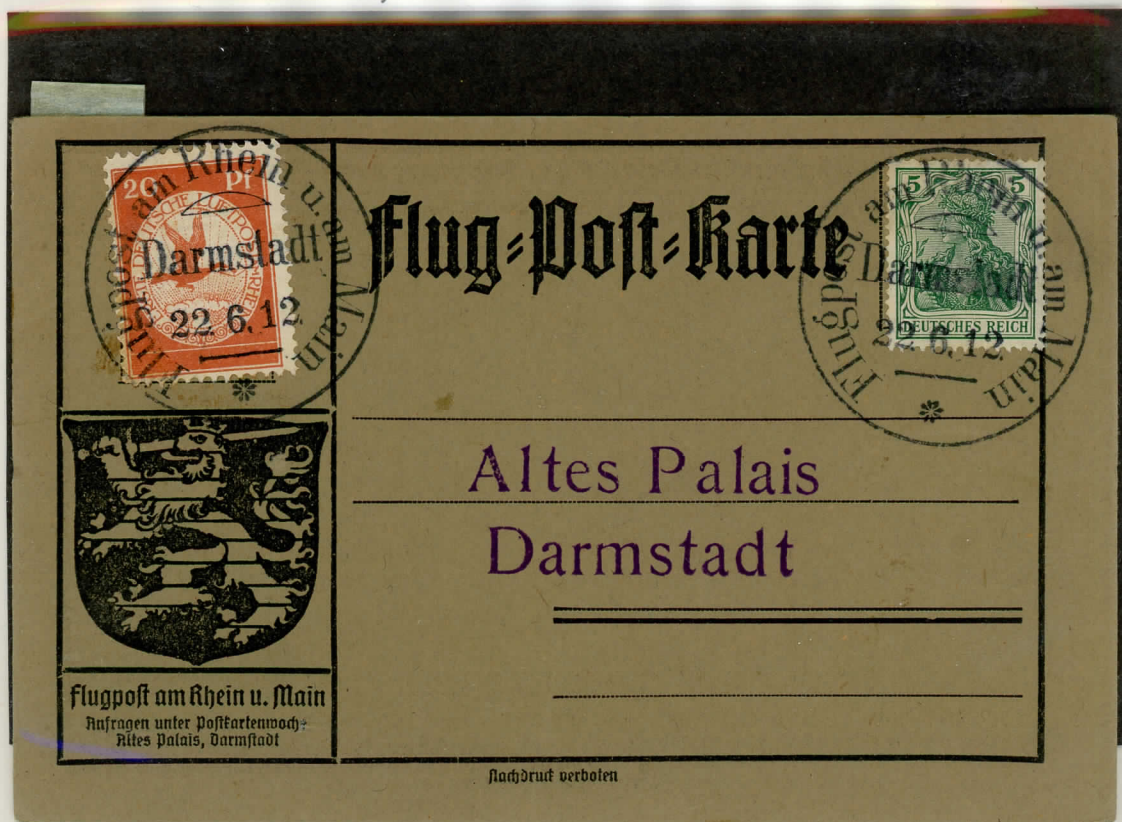 20 Pf
Flugpost am Rhein u. am Main
Darmstadt
22.6.12
Flug-Post-Karte
5 5
DEUTSCHES REICH
Flugpost am Rhein u. am Main
Darmstadt
22.6.12
Altes Palais
Darmstadt
Flugpost am Rhein u. Main
Anfragen unter Postkartenwoche
Altes Palais, Darmstadt
Nachdruck verboten